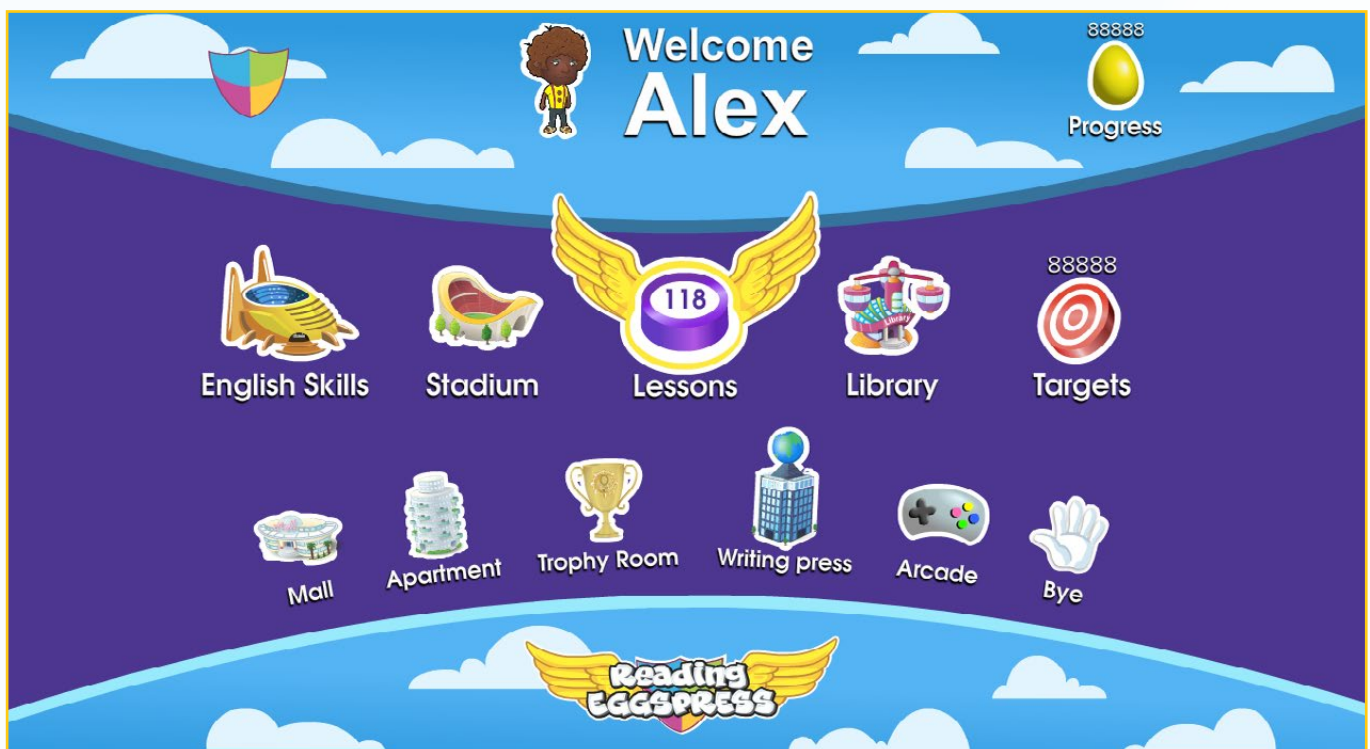 Welcome
Alex
88888
Progress
118
88888
Library
English Skills
Stadium
Lessons
Library
Targets
Mall
Apartment
Trophy Room
Writing press
Arcade
Bye
Reading
EGGSPRESS